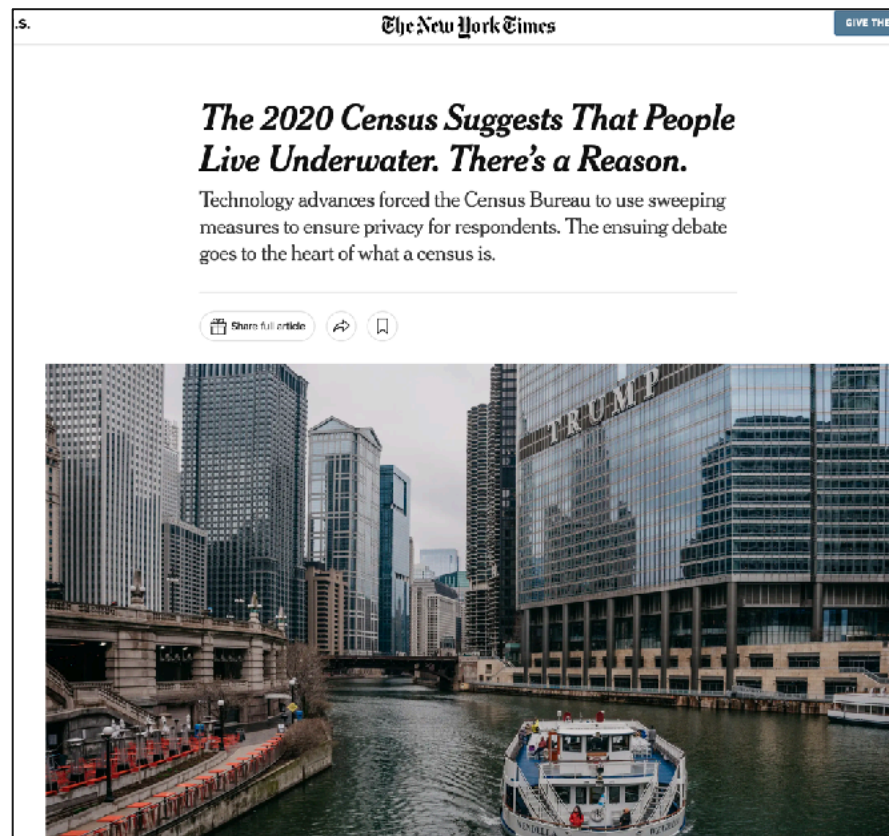 .S.
The New York Times
GIVE THE
The 2020 Census Suggests That People
Live Underwater. There's a Reason.
Technology advances forced the Census Bureau to use sweeping
measures to ensure privacy for respondents. The ensuing debate
goes to the heart of what a census is.
Share full article
TRUMP